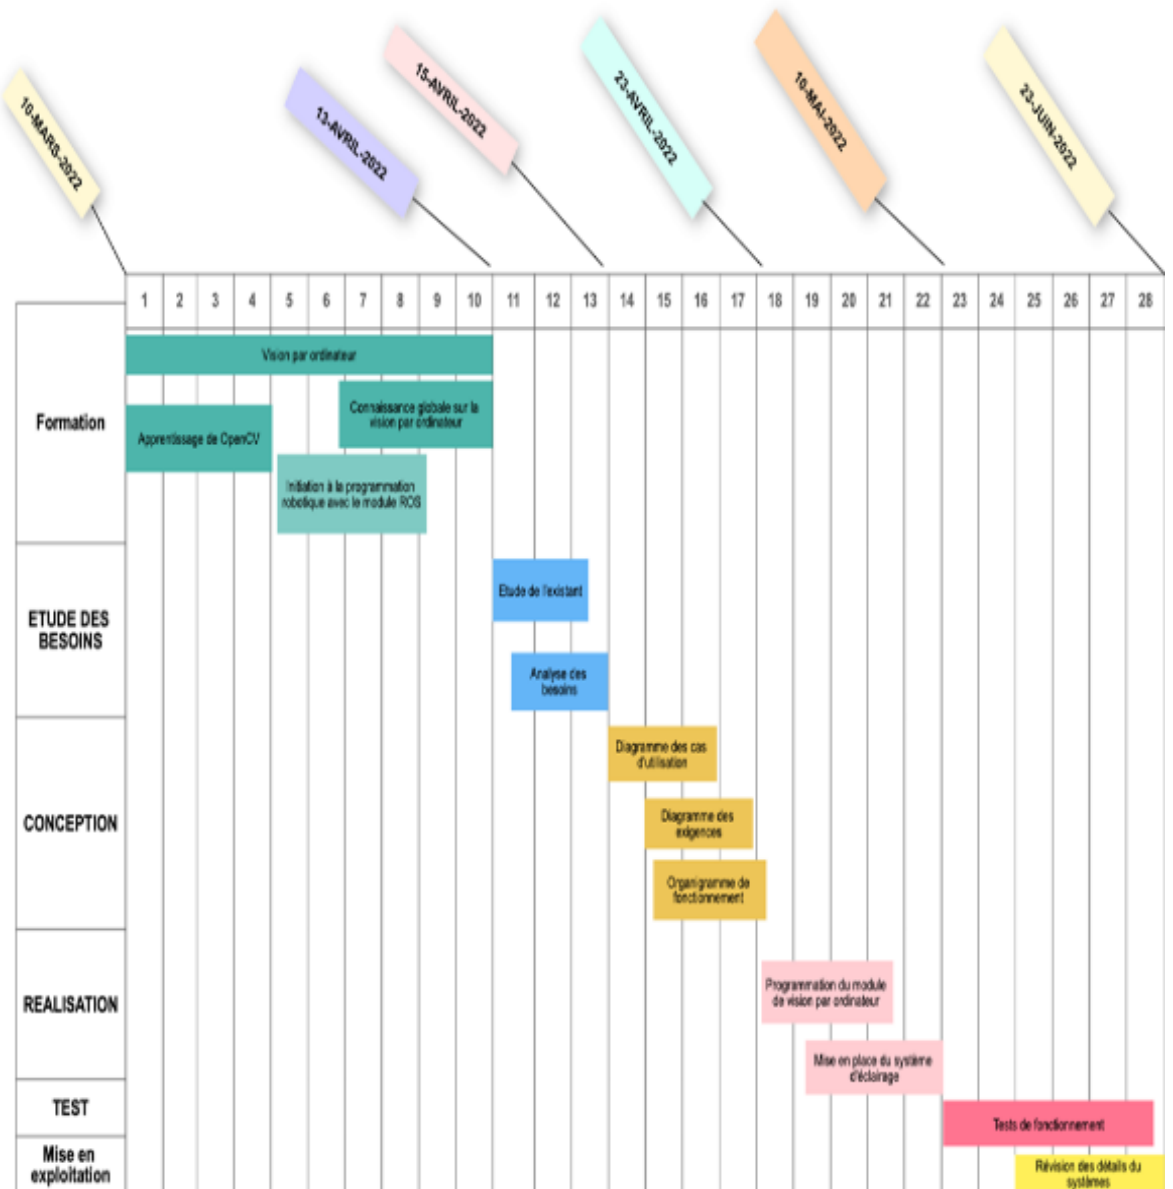 10-MARS-2022
13-AVRIL-2022
15-AVRIL-2022
23-AVRIL-2022
10-MAI-2022
23-JUIN-2022
1 2 3 4 5 6 7 8 9 10 11 12 13 14 15 16 17 18 19 20 21 22 23 24 25 26 27 28
Formation
Vision par ordinateur
Connaissance globale sur la
vision par ordinateur
Apprentissage de OpenCV
Initiation à la programmation
robotique avec le module ROS
ETUDE DES
BESOINS
Etude de l'existant
Analyse des
besoins
CONCEPTION
Diagramme des cas
d'utilisation
Diagramme des
exigences
Organigramme de
fonctionnement
REALISATION
Programmation du module
de vision par ordinateur
Mise en place du système
d'éclairage
TEST
Tests de fonctionnement
Mise en
exploitation
Révision des détails du
systèmes